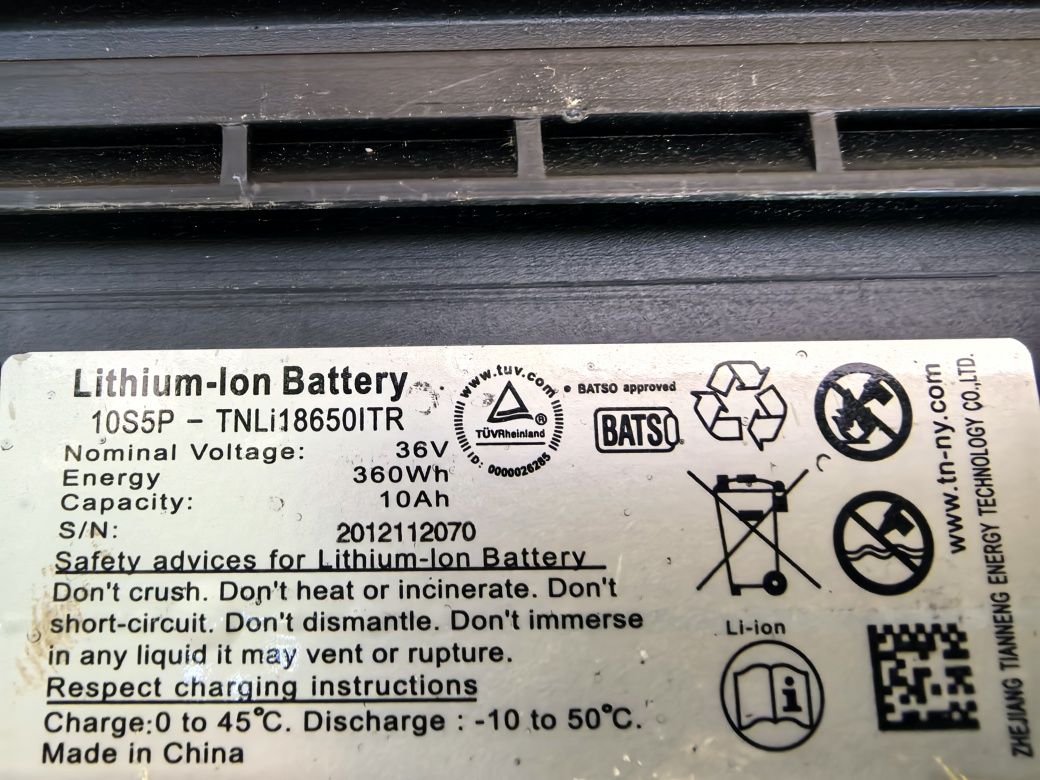 Lithium-Ion Battery
10S5P - TNLi18650ITR
Nominal Voltage: 36V
Energy 360Wh
Capacity: 10Ah
S/N: 2012112070
Safety advices for Lithium-Ion Battery
Don't crush. Don't heat or incinerate. Don't
short-circuit. Don't dismantle. Don't immerse
in any liquid it may vent or rupture.
Respect charging instructions
Charge:0 to 45°C. Discharge : -10 to 50°C.
Made in China
www.tuv.com
®
TÜVRheinland
ID: 0000026285
• BATSO approved
BATSO
Li-ion
www.tn-ny.com
ZHEJIANG TIANNENG ENERGY TECHNOLOGY CO.,LTD.